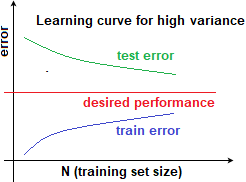 Learning curve for high variance
error
test error
desired performance
train error
N (training set size)